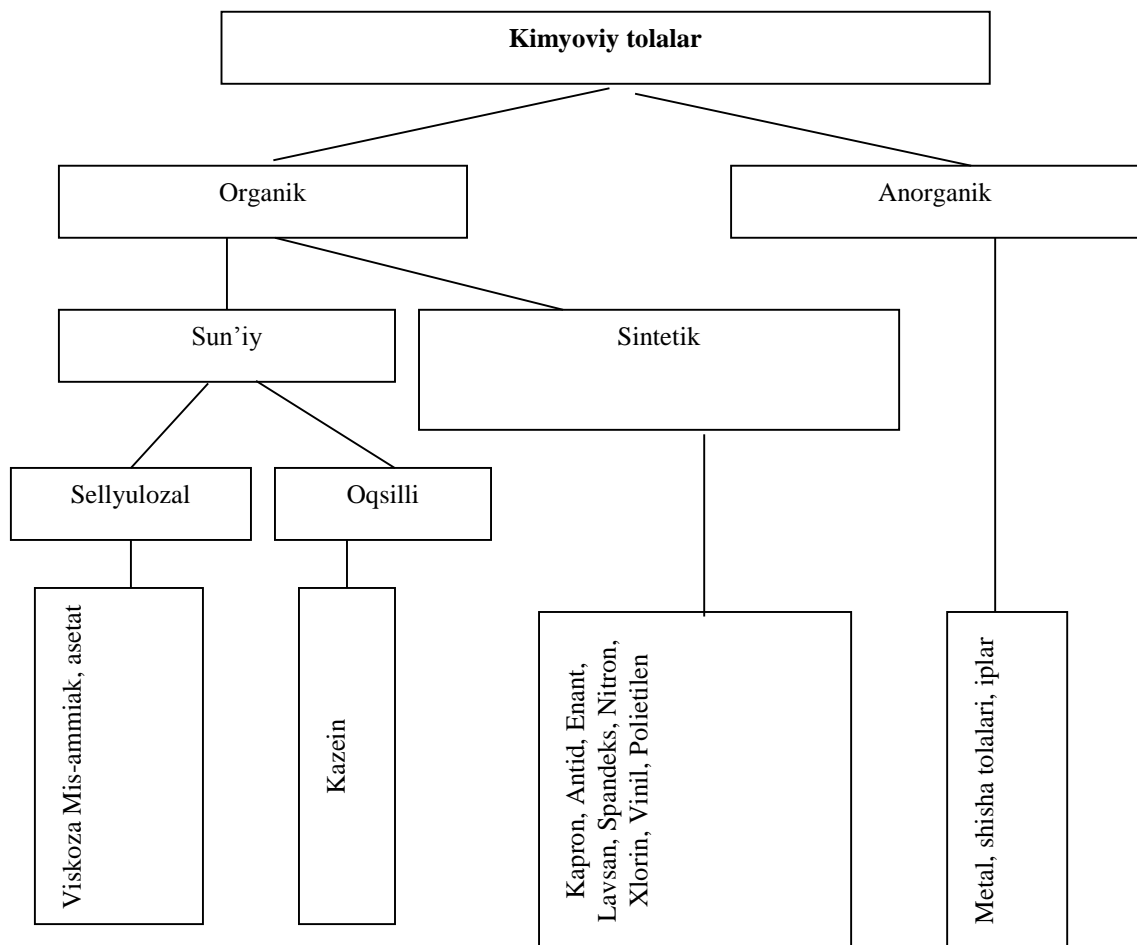 Kimyoviy tolalar
Organik
Anorganik
Sun’iy
Sintetik
Sellyulozal
Oqsilli
Viskoza Mis-ammiak, asetat
Kazein
Kapron, Antid, Enant,
Lavsan, Spandeks, Nitron,
Xlorin, Vinil, Polietilen
Metal, shisha tolalari, iplar